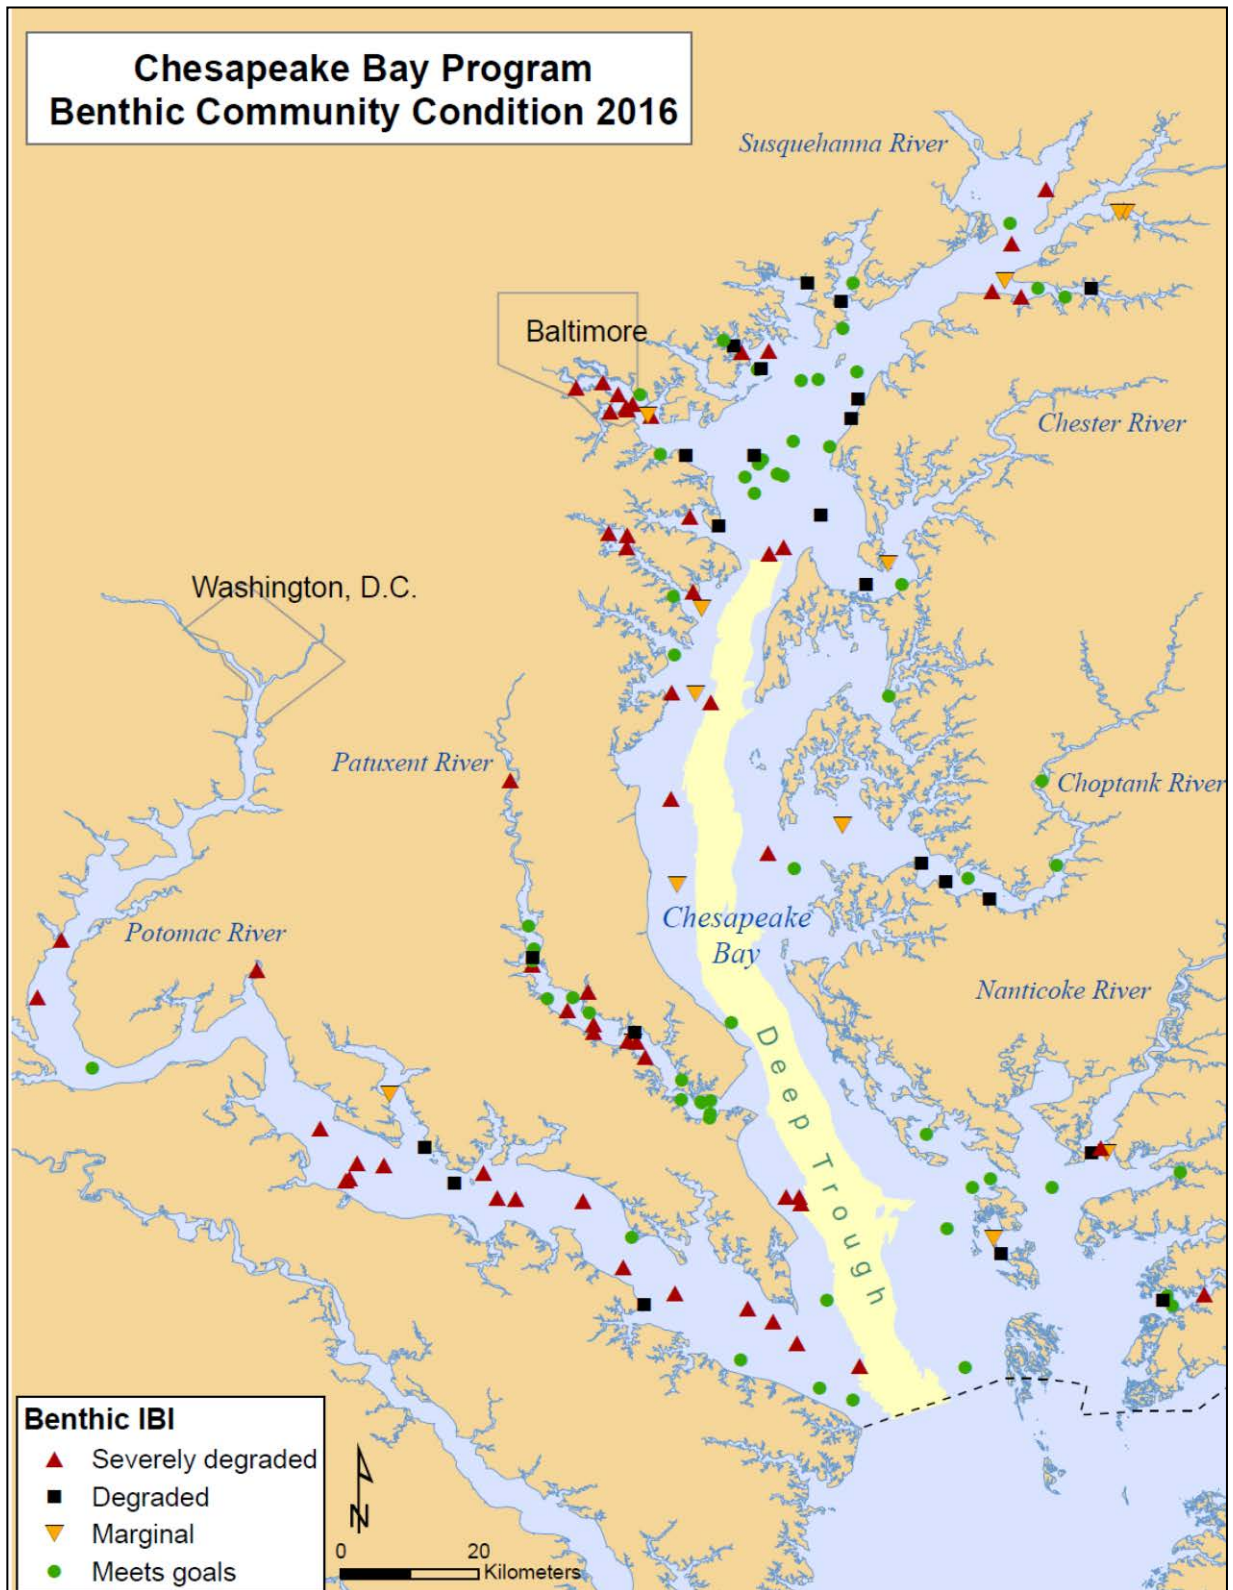 Chesapeake Bay Program
Benthic Community Condition 2016
Susquehanna River
Baltimore
Chester River
Washington, D.C.
Patuxent River
Choptank River
Chesapeake
Bay
Potomac River
Nanticoke River
Deep Trough
Benthic IBI
Severely degraded
Degraded
Marginal
Meets goals
N
0 20
Kilometers